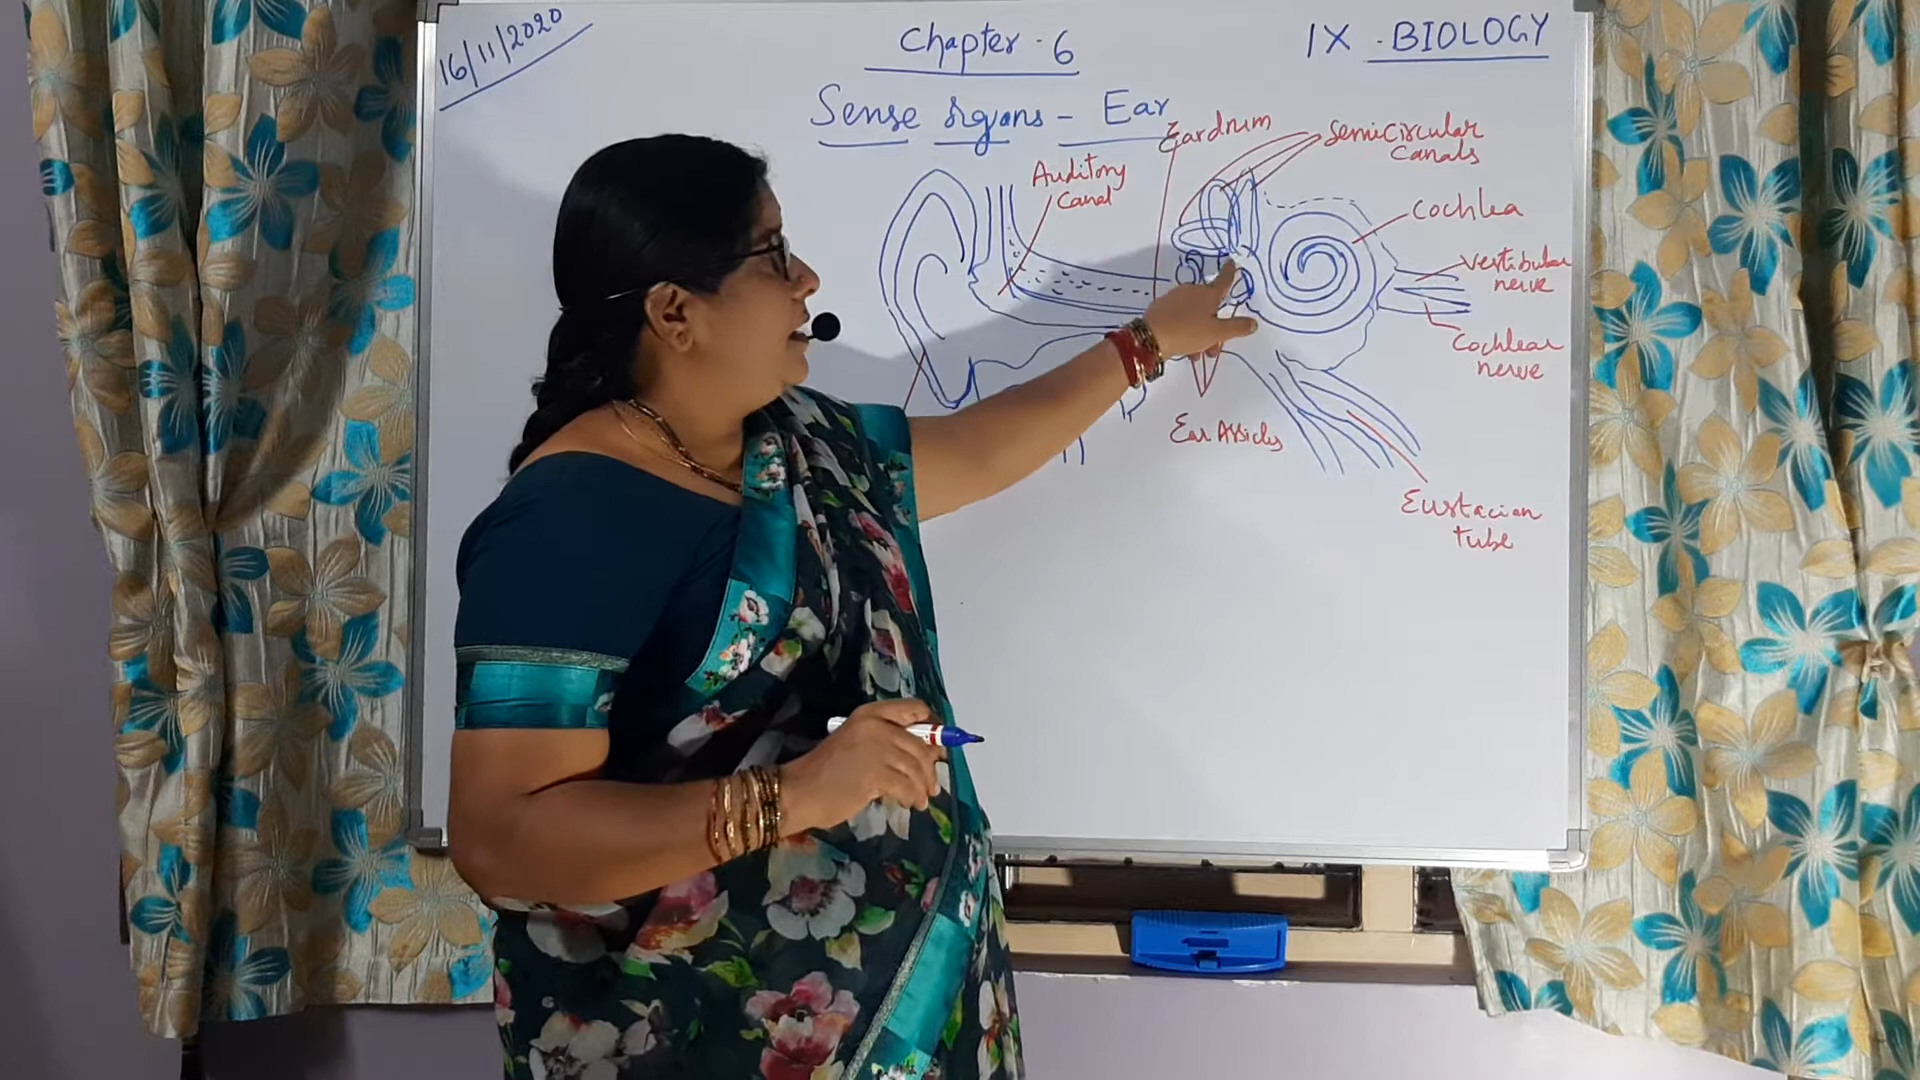 16/11/2020
Chapter - 6
IX - BIOLOGY
Sense organs - Ear
Eardrum
Semicircular
canals
Auditory
canal
Cochlea
Vestibular
nerve
Cochlear
nerve
Ear
Eustacian
tube